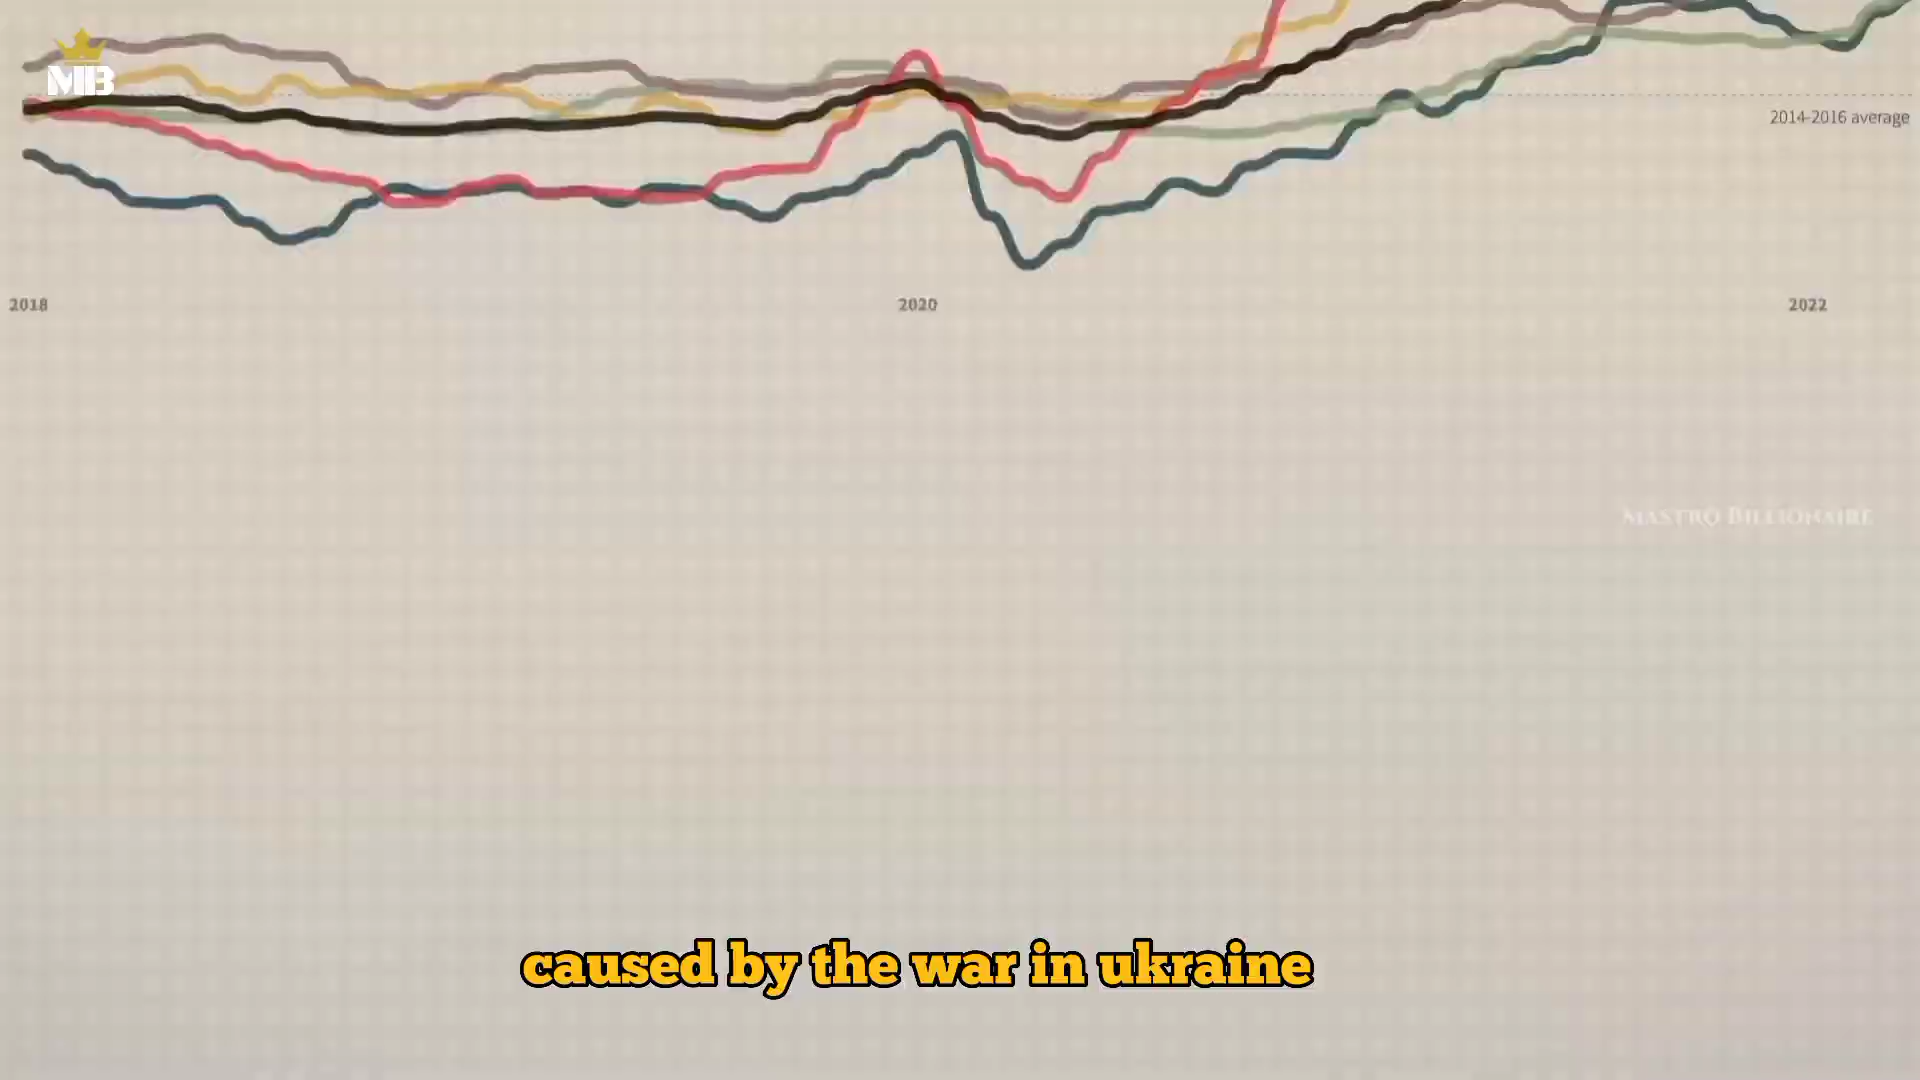 MB
2014-2016 average
2018
2020
2022
MASTRO BILLIONAIRE
caused by the war in ukraine